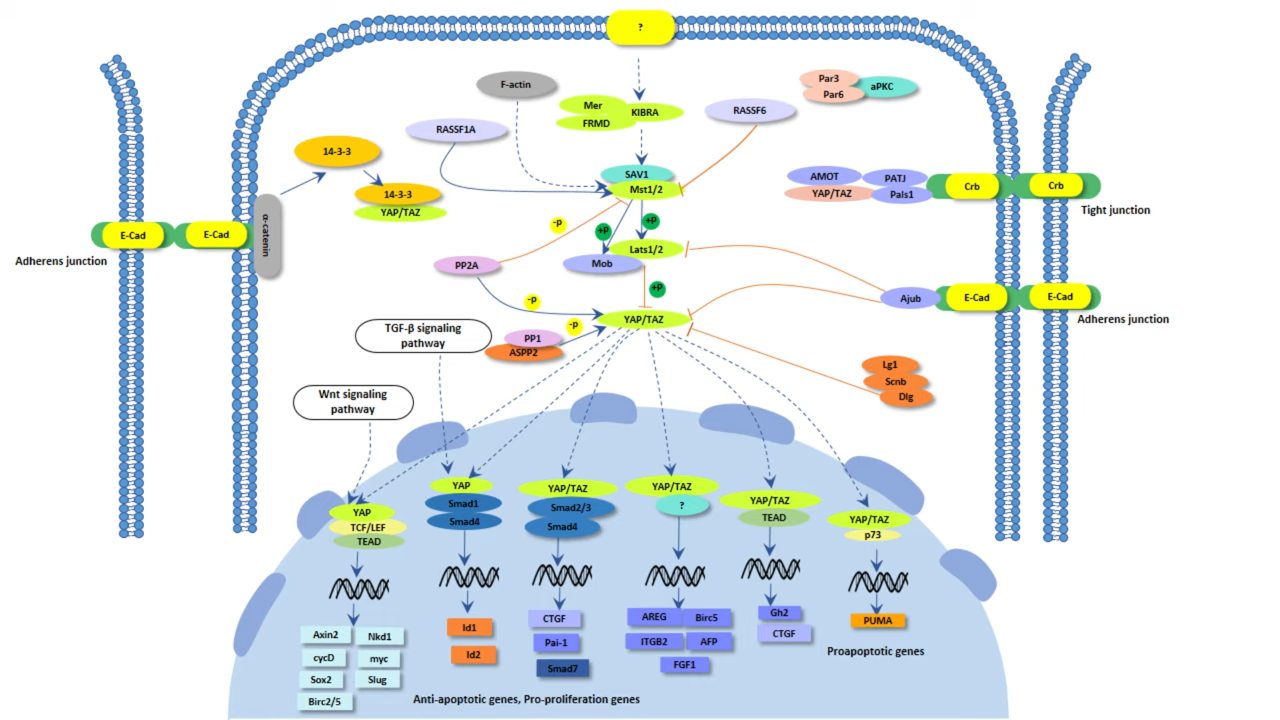 ?
F-actin
Par3
Par6
aPKC
Mer
FRMD
KIBRA
RASSF6
RASSF1A
14-3-3
SAV1
Mst1/2
14-3-3
YAP/TAZ
AMOT
YAP/TAZ
PATJ
Pals1
Crb
Crb
Tight junction
α-catenin
E-Cad
E-Cad
Adherens junction
-p
+P
+P
Lats1/2
Mob
PP2A
+P
-p
-p
YAP/TAZ
Ajub
E-Cad
E-Cad
Adherens junction
TGF-β signaling
pathway
PP1
ASPP2
Lg1
Scnb
Dlg
Wnt signaling
pathway
YAP
TCF/LEF
TEAD
YAP
Smad1
Smad4
YAP/TAZ
Smad2/3
Smad4
YAP/TAZ
?
YAP/TAZ
TEAD
YAP/TAZ
p73
Axin2
Nkd1
cycD
myc
Sox2
Slug
Birc2/5
Id1
Id2
CTGF
Pai-1
Smad7
AREG
Birc5
ITGB2
AFP
FGF1
Gh2
CTGF
PUMA
Proapoptotic genes
Anti-apoptotic genes, Pro-proliferation genes